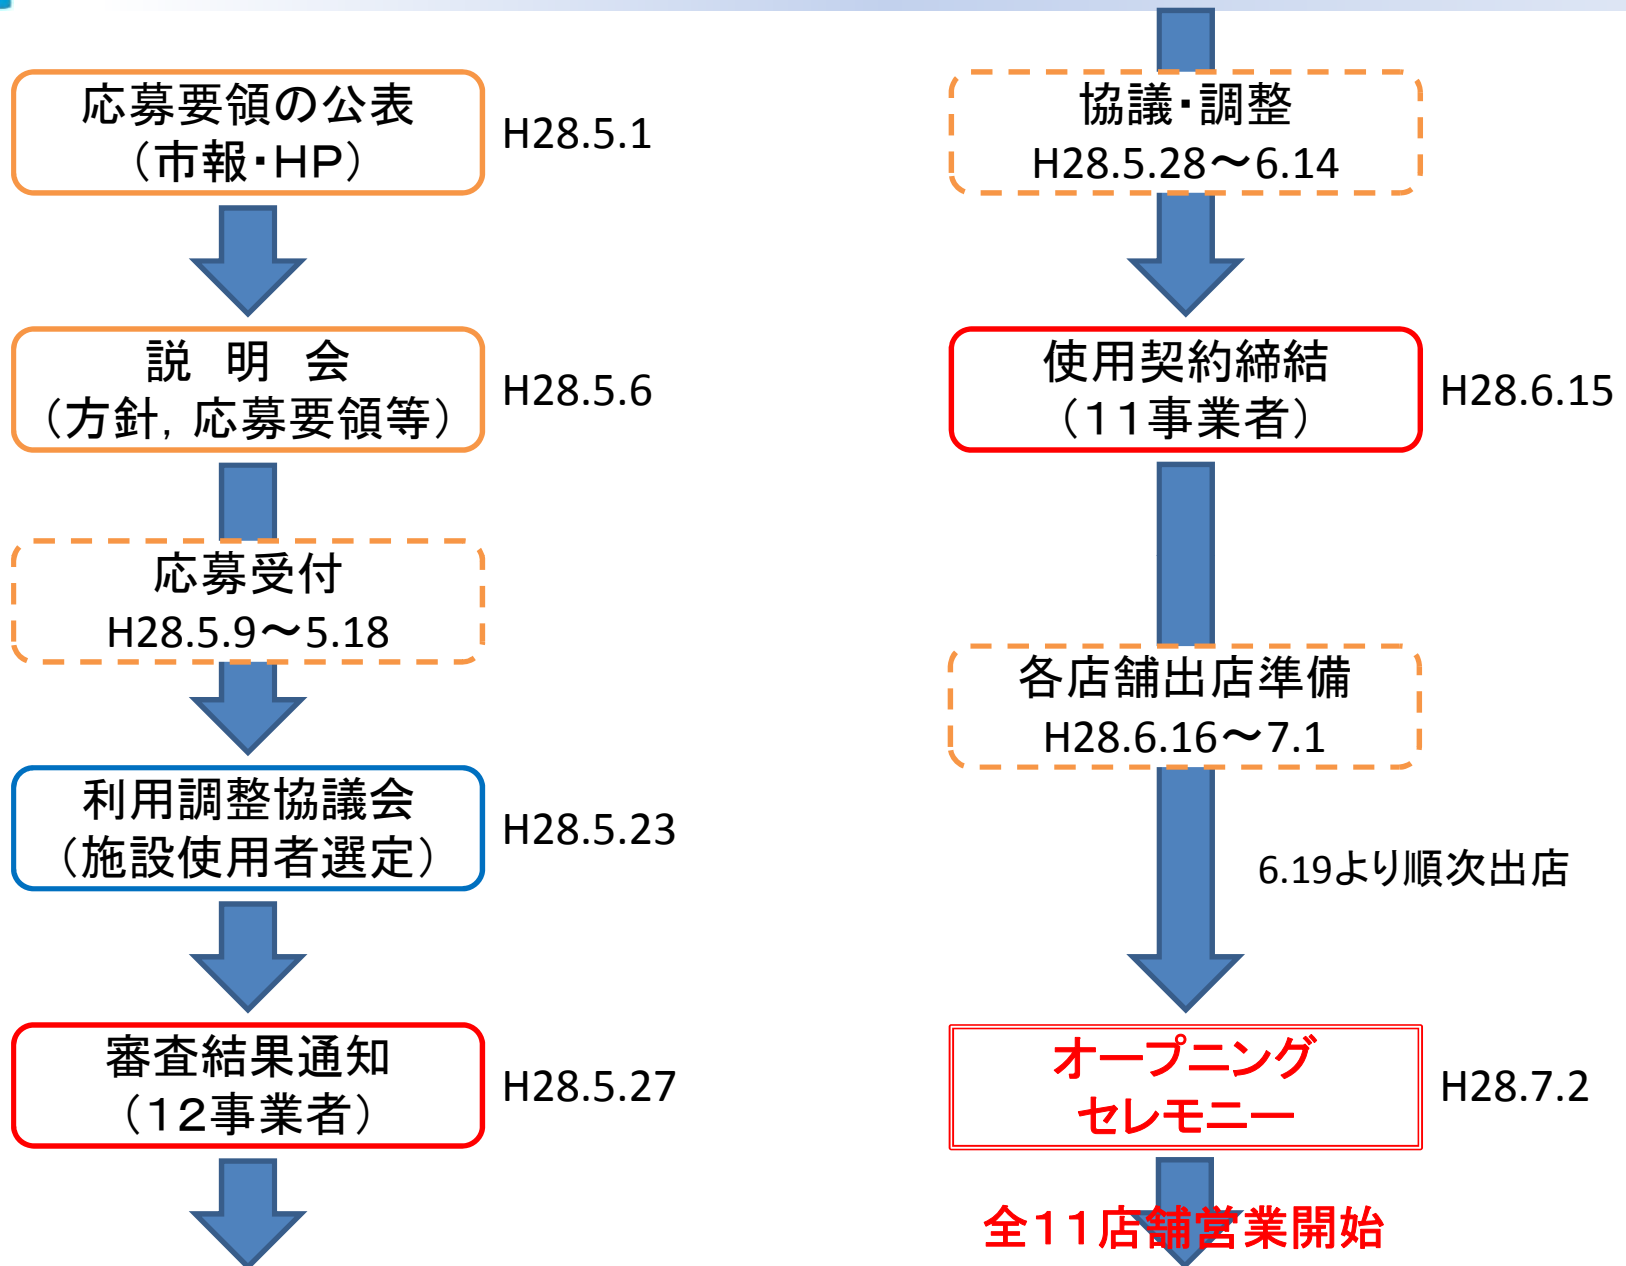 応募要領の公表
（市報・HP）
H28.5.1
説　明　会
（方針，応募要領等）
H28.5.6
応募受付
H28.5.9～5.18
利用調整協議会
（施設使用者選定）
H28.5.23
審査結果通知
（12事業者）
H28.5.27
協議・調整
H28.5.28～6.14
使用契約締結
（11事業者）
H28.6.15
各店舗出店準備
H28.6.16～7.1
6.19より順次出店
オープニング
セレモニー
H28.7.2
全11店舗営業開始